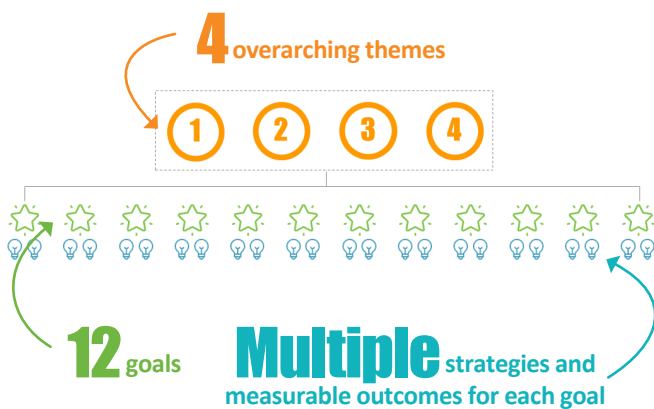 4 overarching themes
1 2 3 4
12 goals
Multiple strategies and
measurable outcomes for each goal